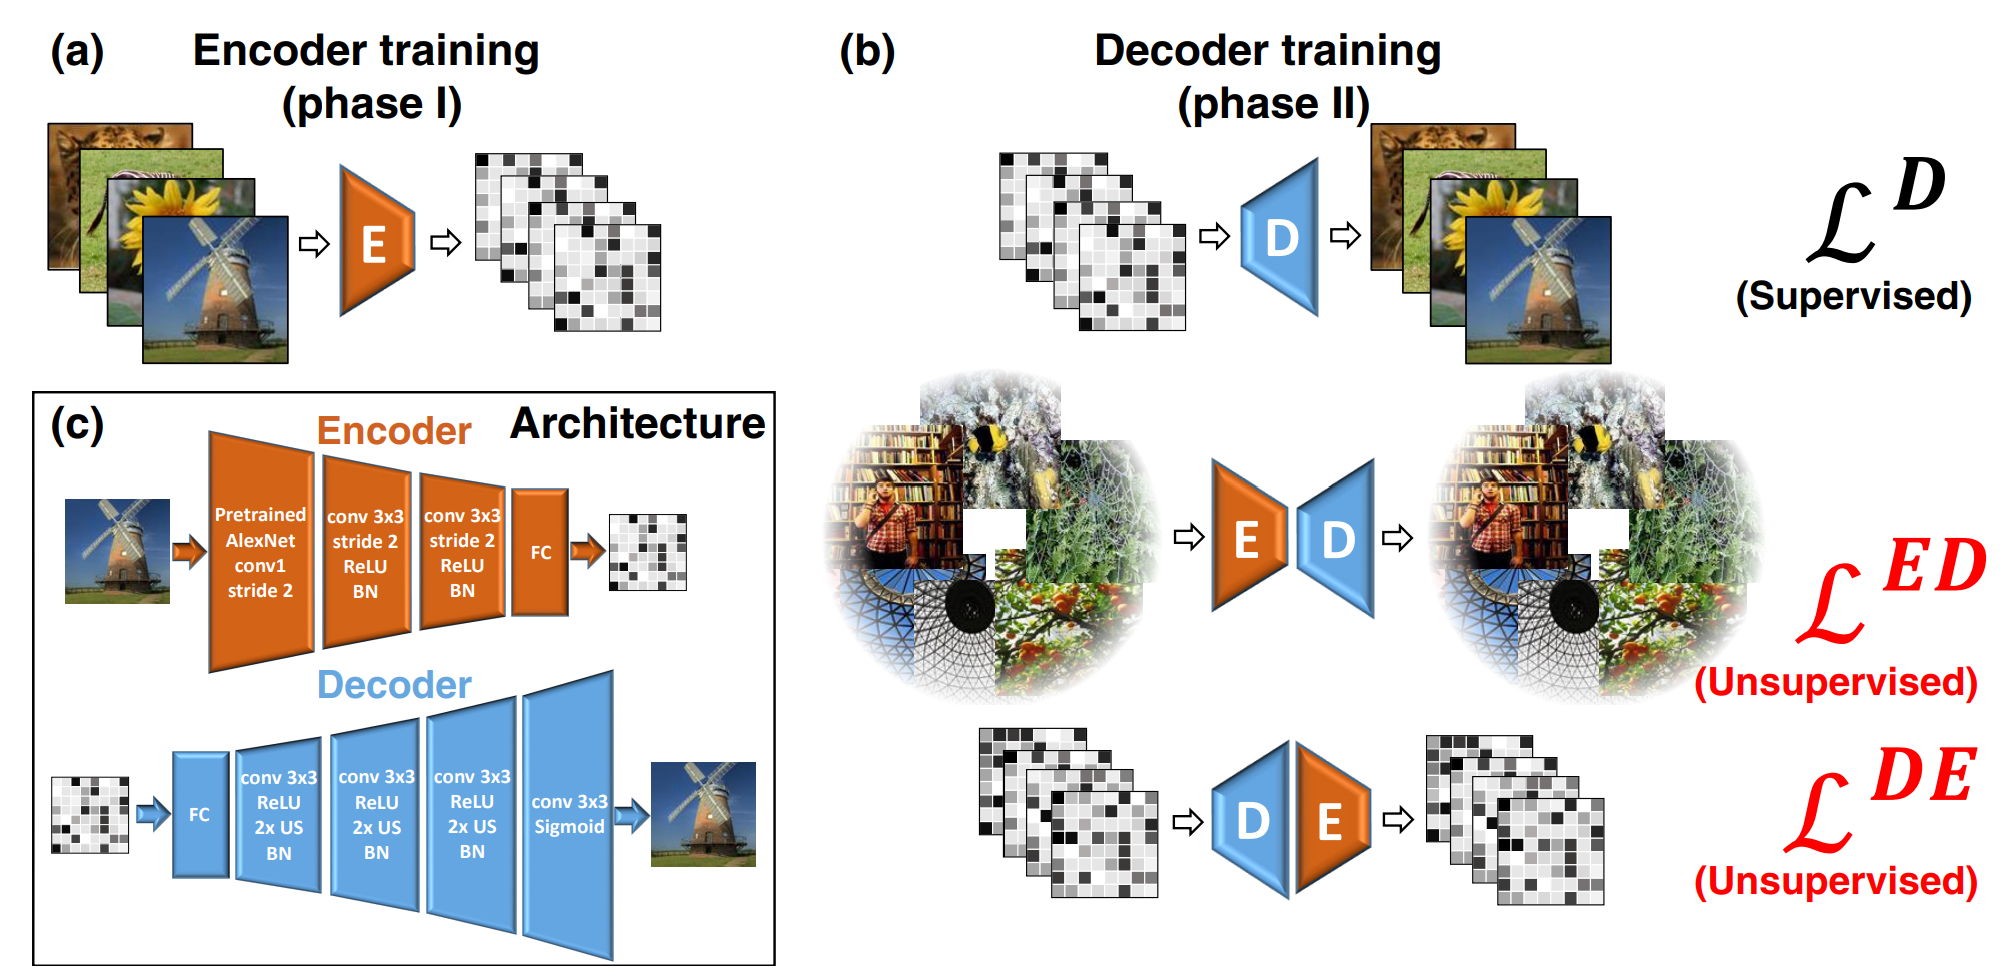 (a) Encoder training
(phase I)
E
(b) Decoder training
(phase II)
D
ℒ^D
(Supervised)
E D
ℒ^ED
(Unsupervised)
D E
ℒ^DE
(Unsupervised)
(c) Encoder Architecture
Pretrained
AlexNet
conv1
stride 2
conv 3x3
stride 2
ReLU
BN
conv 3x3
stride 2
ReLU
BN
FC
Decoder
FC
conv 3x3
ReLU
2x US
BN
conv 3x3
ReLU
2x US
BN
conv 3x3
ReLU
2x US
BN
conv 3x3
Sigmoid